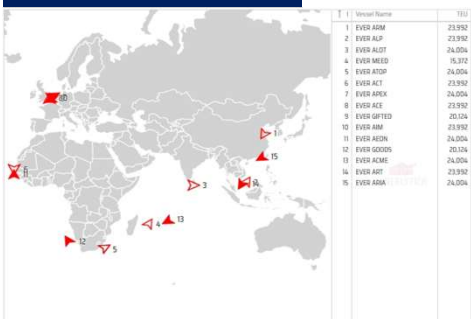 Vessel Name TEU
1 EVER ARM 23,992
2 EVER ALP 23,992
3 EVER ALOT 24,004
4 EVER MEED 15,372
5 EVER ATOP 24,004
6 EVER ACT 23,992
7 EVER APEX 24,004
8 EVER ACE 23,992
9 EVER GIFTED 20,124
10 EVER AIM 23,992
11 EVER AEON 24,004
12 EVER GOODS 20,124
13 EVER ACME 24,004
14 EVER ART 23,992
15 EVER ARIA 24,004
1
15
3
4
13
12
5